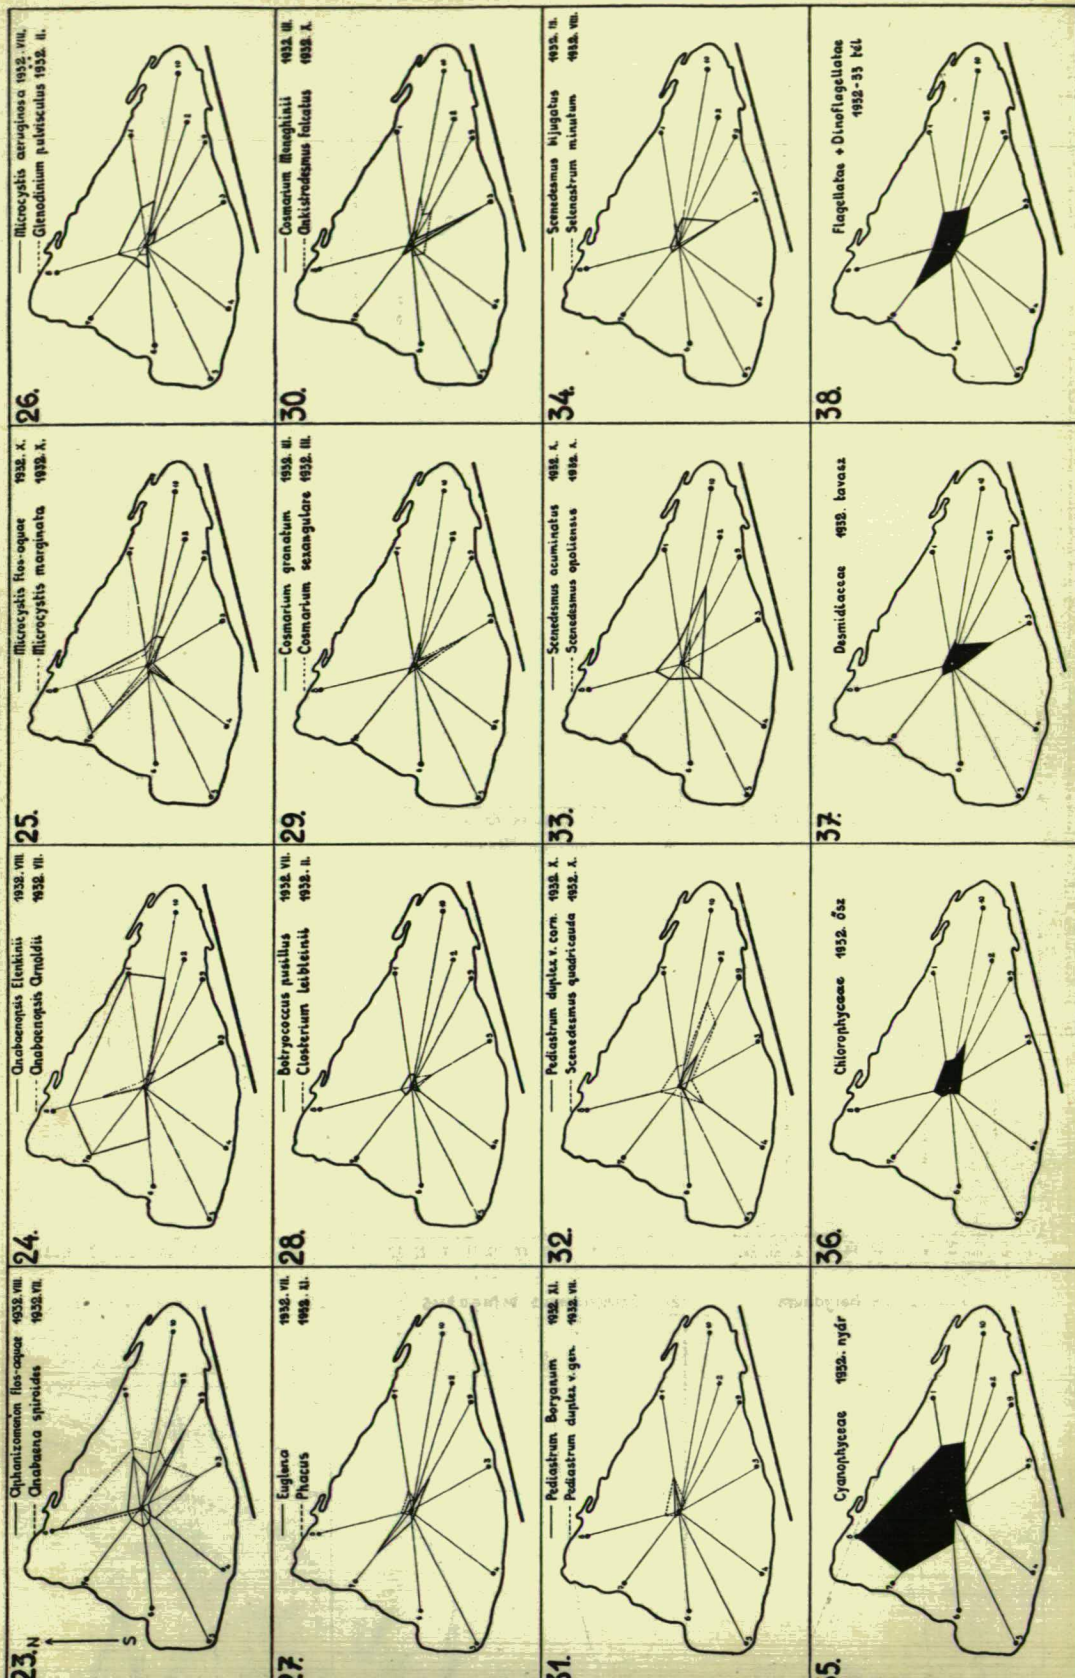 23. N
S
Aphanizomenon flos-aquae 1932. VIII.
Anabaena spiroides 1932. VII.
24.
Anabaenopsis Elenkinii 1932. VIII.
Anabaenopsis Arnoldii 1932. VII.
25.
Microcystis flos-aquae 1932. X.
Microcystis marginata 1932. X.
26.
Microcystis aeruginosa 1932. VIII.
Glenodinium pulvisculus 1932. II.
27.
Euglena 1932. VII.
Phacus 1932. XI.
28.
Botryococcus pusillus 1932. VII.
Closterium Leibleinii 1932. II.
29.
Cosmarium granatum 1932. III.
Cosmarium sexangulare 1932. III.
30.
Cosmarium Meneghinii 1932. III.
Ankistrodesmus falcatus 1932. X.
31.
Pediastrum Boryanum 1932. XI.
Pediastrum duplex v. gen. 1932. VII.
32.
Pediastrum duplex v. corn. 1932. X.
Scenedesmus quadricauda 1932. X.
33.
Scenedesmus acuminatus 1932. X.
Scenedesmus opoliensis 1932. X.
34.
Scenedesmus bijugatus 1932. IX.
Selenastrum minutum 1932. VIII.
5.
Cyanophyceae 1932. nyár
36.
Chlorophyceae 1932. ősz
37.
Desmidiaceae 1932. tavasz
38.
Flagellatae + Dinoflagellatae
1932-33 tél